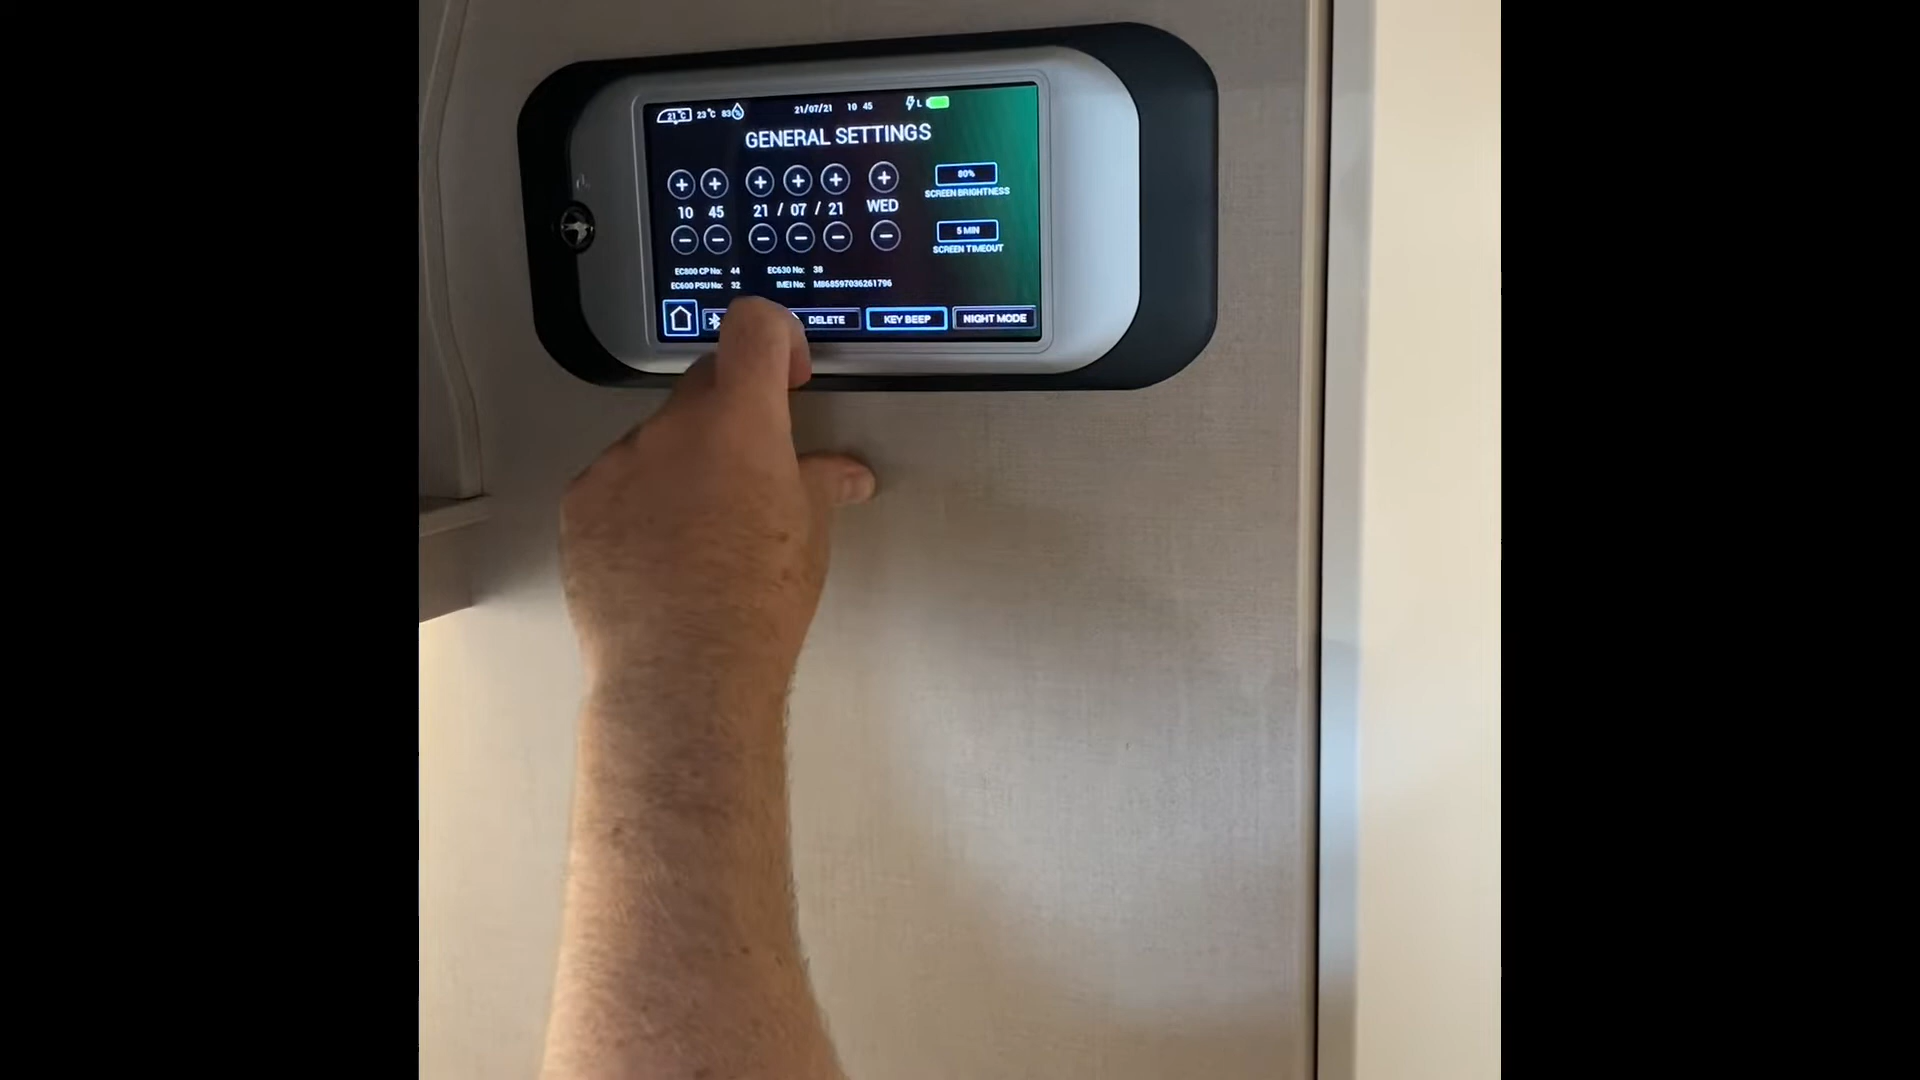 21°C 23°C 83% 21/07/21 10 45 L
GENERAL SETTINGS
10 45 21 / 07 / 21 WED
80%
SCREEN BRIGHTNESS
5 MIN
SCREEN TIMEOUT
EC800 CP No: 44 EC630 No: 38
EC600 PSU No: 32 IMEI No: M868597036261796
DELETE KEY BEEP NIGHT MODE